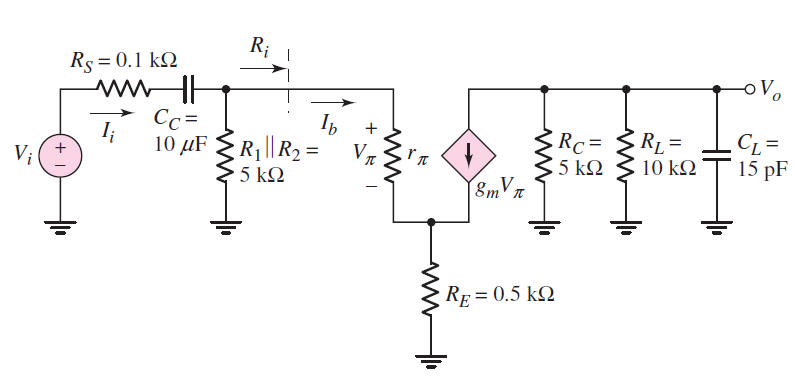 R_S = 0.1 kΩ
R_i
V_o
I_i
C_C =
10 μF
I_b
V_i
+
−
R_1 || R_2 =
5 kΩ
+
V_π
−
r_π
g_mV_π
R_C =
5 kΩ
R_L =
10 kΩ
C_L =
15 pF
R_E = 0.5 kΩ